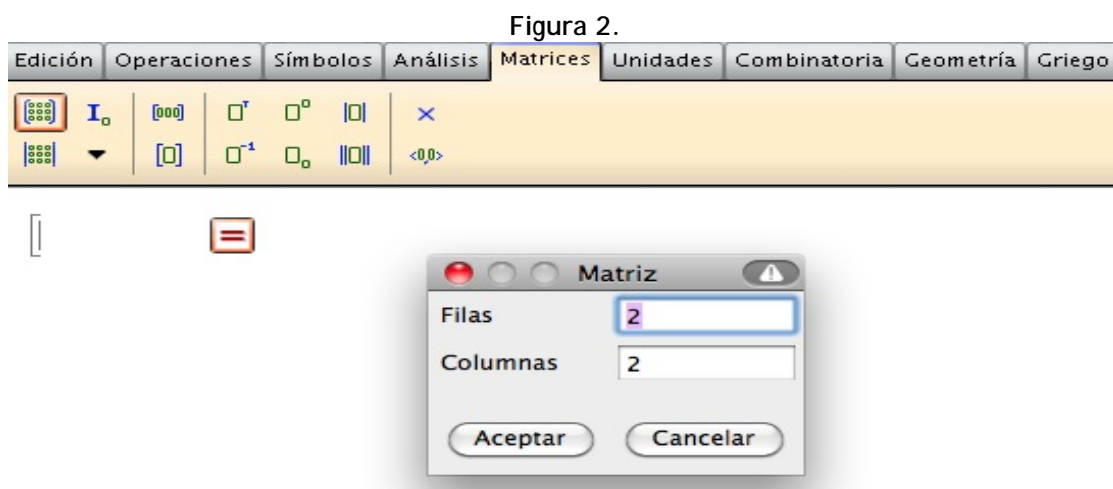 Figura 2.
Edición Operaciones Símbolos Análisis Matrices Unidades Combinatoria Geometría Griego
Matriz
Filas 2
Columnas 2
Aceptar Cancelar